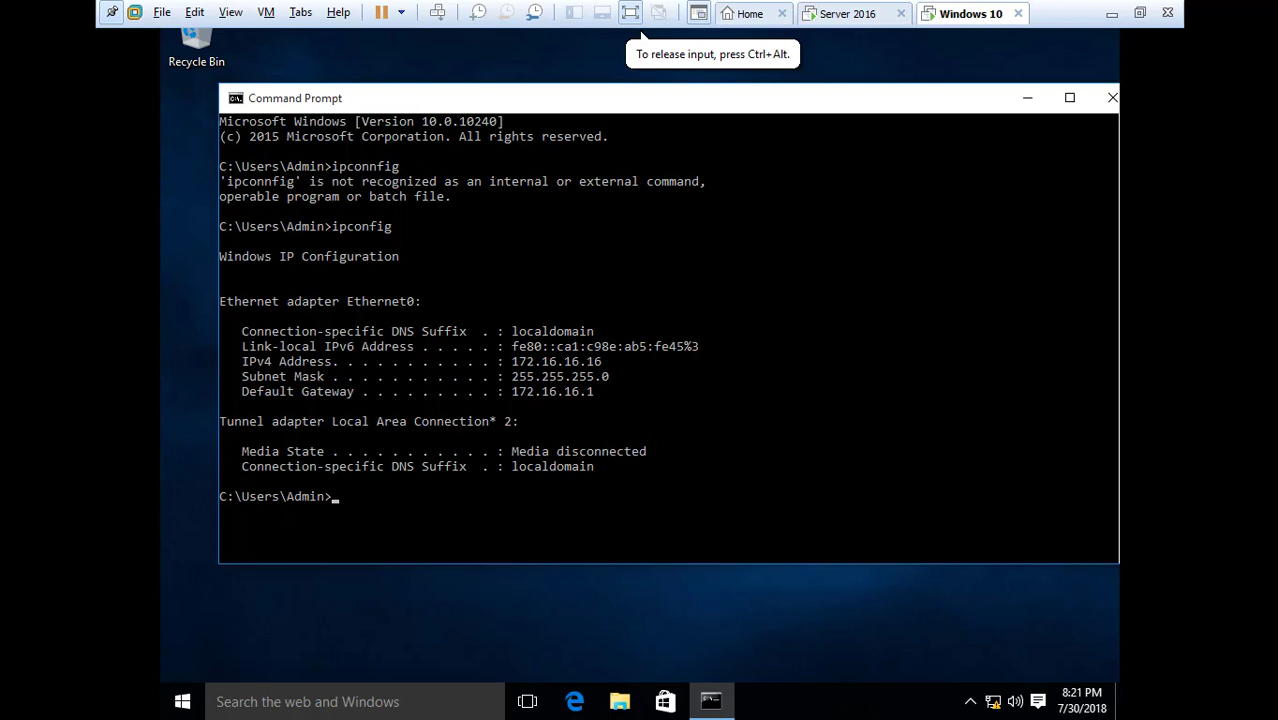 File Edit View VM Tabs Help Home Server 2016 Windows 10
To release input, press Ctrl+Alt.
Recycle Bin
Command Prompt
Microsoft Windows [Version 10.0.10240]
(c) 2015 Microsoft Corporation. All rights reserved.
C:\Users\Admin>ipconnfig
'ipconnfig' is not recognized as an internal or external command,
operable program or batch file.
C:\Users\Admin>ipconfig
Windows IP Configuration
Ethernet adapter Ethernet0:
Connection-specific DNS Suffix . : localdomain
Link-local IPv6 Address . . . . . : fe80::ca1:c98e:ab5:fe45%3
IPv4 Address. . . . . . . . . . . : 172.16.16.16
Subnet Mask . . . . . . . . . . . : 255.255.255.0
Default Gateway . . . . . . . . . : 172.16.16.1
Tunnel adapter Local Area Connection* 2:
Media State . . . . . . . . . . . : Media disconnected
Connection-specific DNS Suffix . : localdomain
C:\Users\Admin>_
Search the web and Windows
8:21 PM
7/30/2018